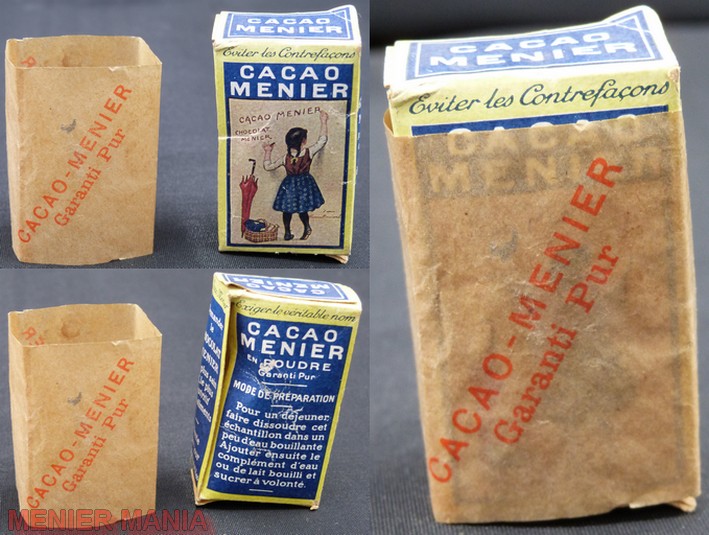 CACAO-MENIER
Garanti Pur
CACAO
MENIER
Eviter les Contrefaçons
CACAO
MENIER
CACAO MENIER
CHOCOLAT
MENIER
CACAO-MENIER
Garanti Pur
CACAO
MENIER
Exiger le véritable nom
CACAO
MENIER
EN POUDRE
Garanti Pur
MODE DE PRÉPARATION
Pour un déjeuner,
faire dissoudre cet
échantillon dans un
peu d'eau bouillante
Ajouter ensuite le
complément d'eau
ou de lait bouilli et
sucrer à volonté.
MENIER MANIA
CACAO
MENIER
Eviter les Contrefaçons
CACAO
MENIER
CACAO-MENIER
Garanti Pur